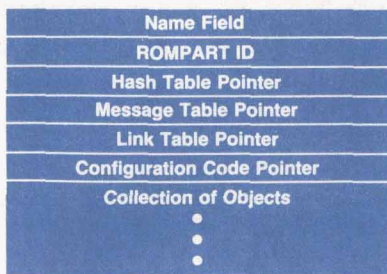 Name Field
ROMPART ID
Hash Table Pointer
Message Table Pointer
Link Table Pointer
Configuration Code Pointer
Collection of Objects